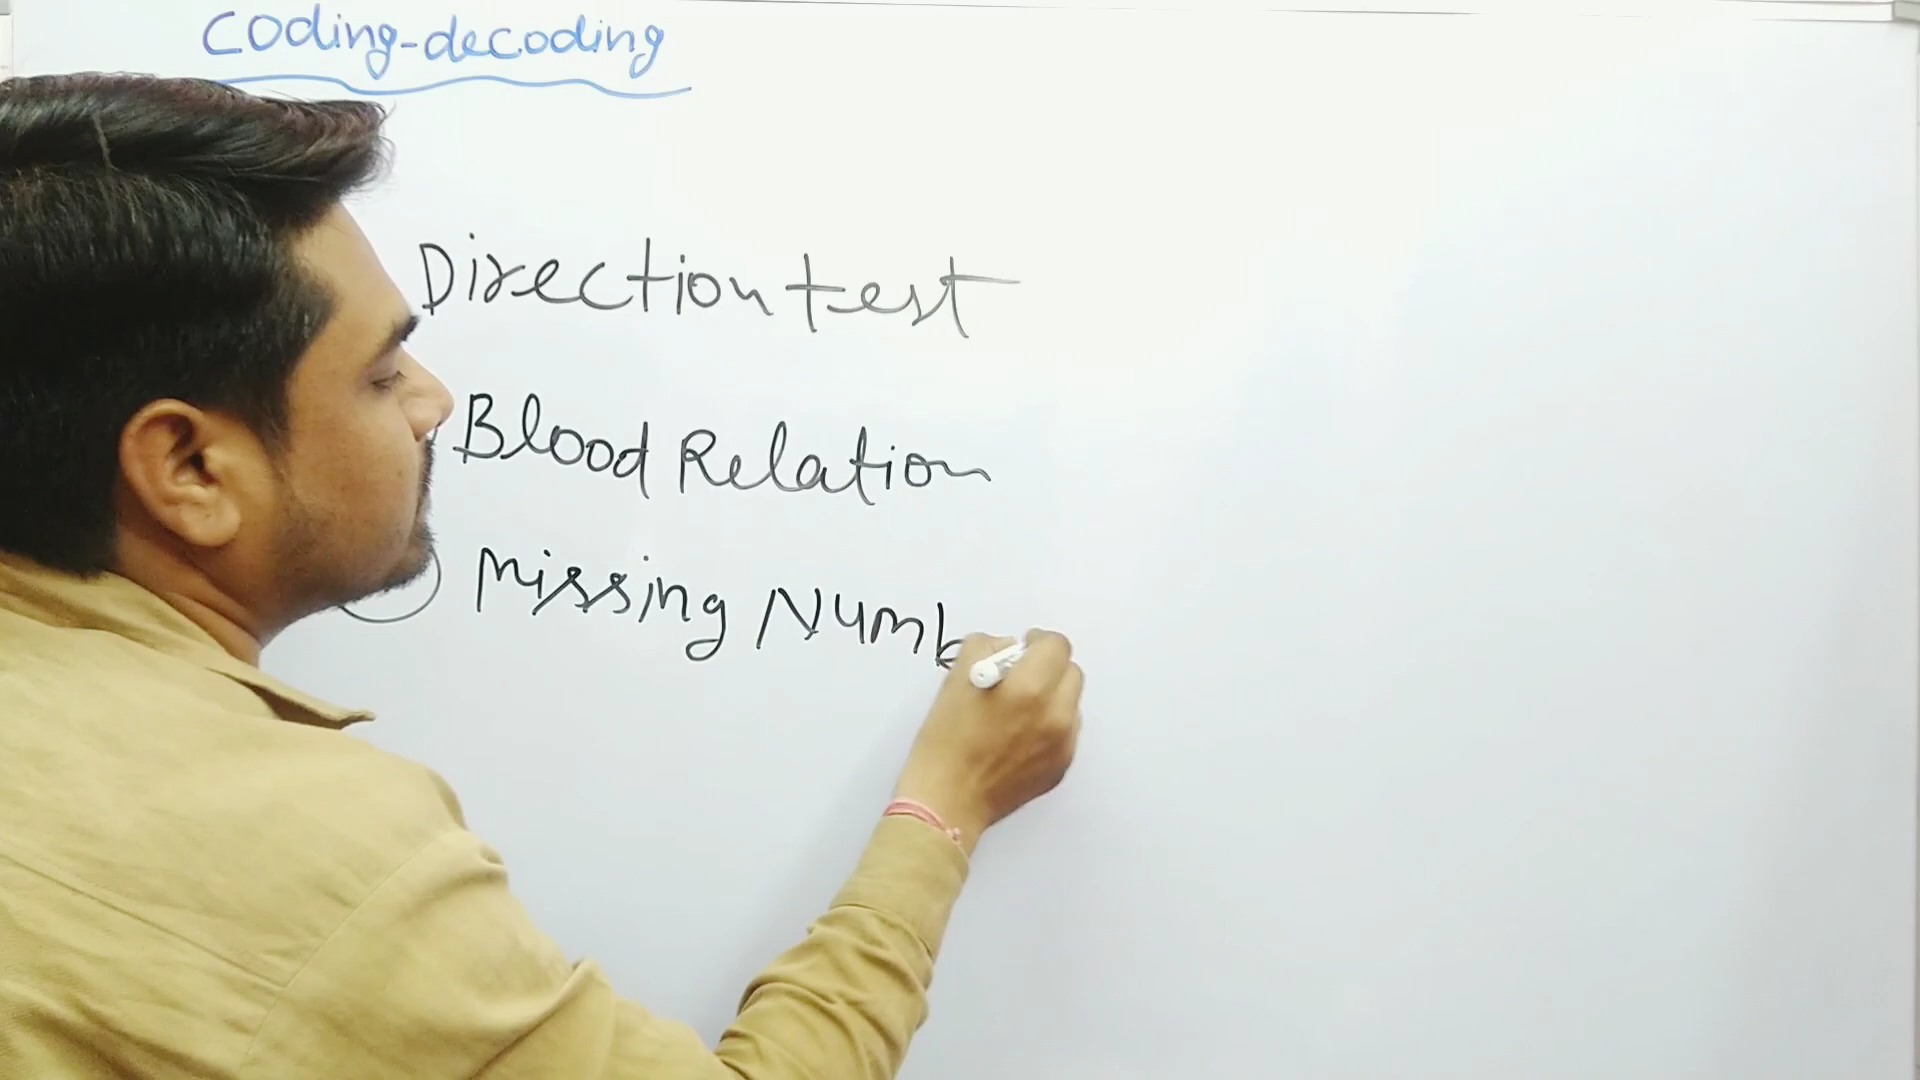 Coding-decoding
Direction test
Blood Relation
Missing Numb